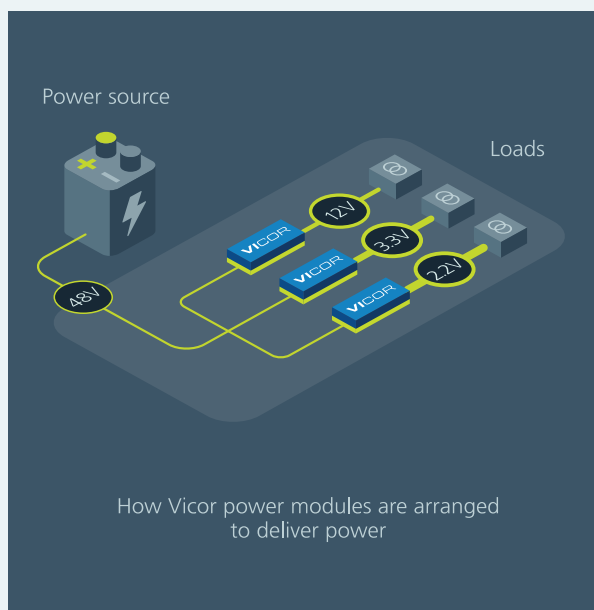 Power source
Loads
12V
VICOR
3.3V
VICOR
2.2V
VICOR
48V
How Vicor power modules are arranged
to deliver power